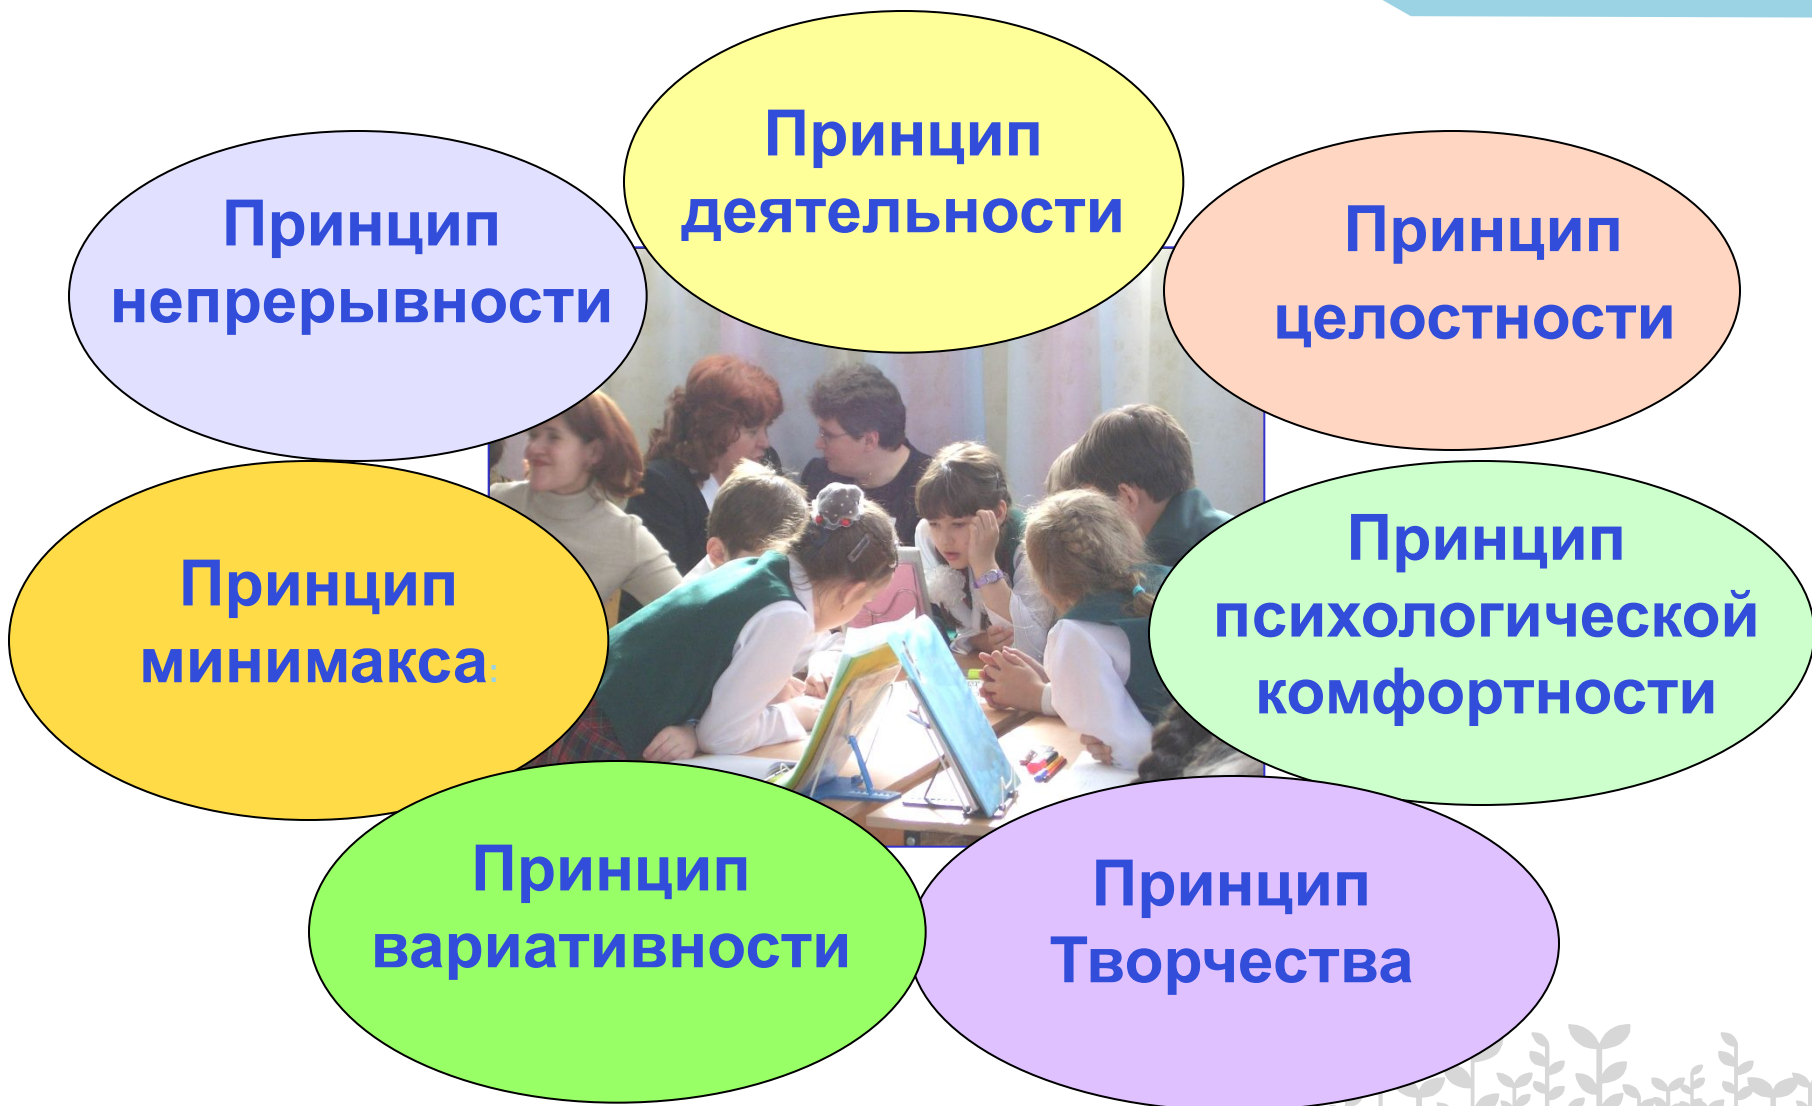 Принцип
деятельности
Принцип
непрерывности
Принцип
целостности
Принцип
минимакса:
Принцип
психологической
комфортности
Принцип
вариативности
Принцип
Творчества